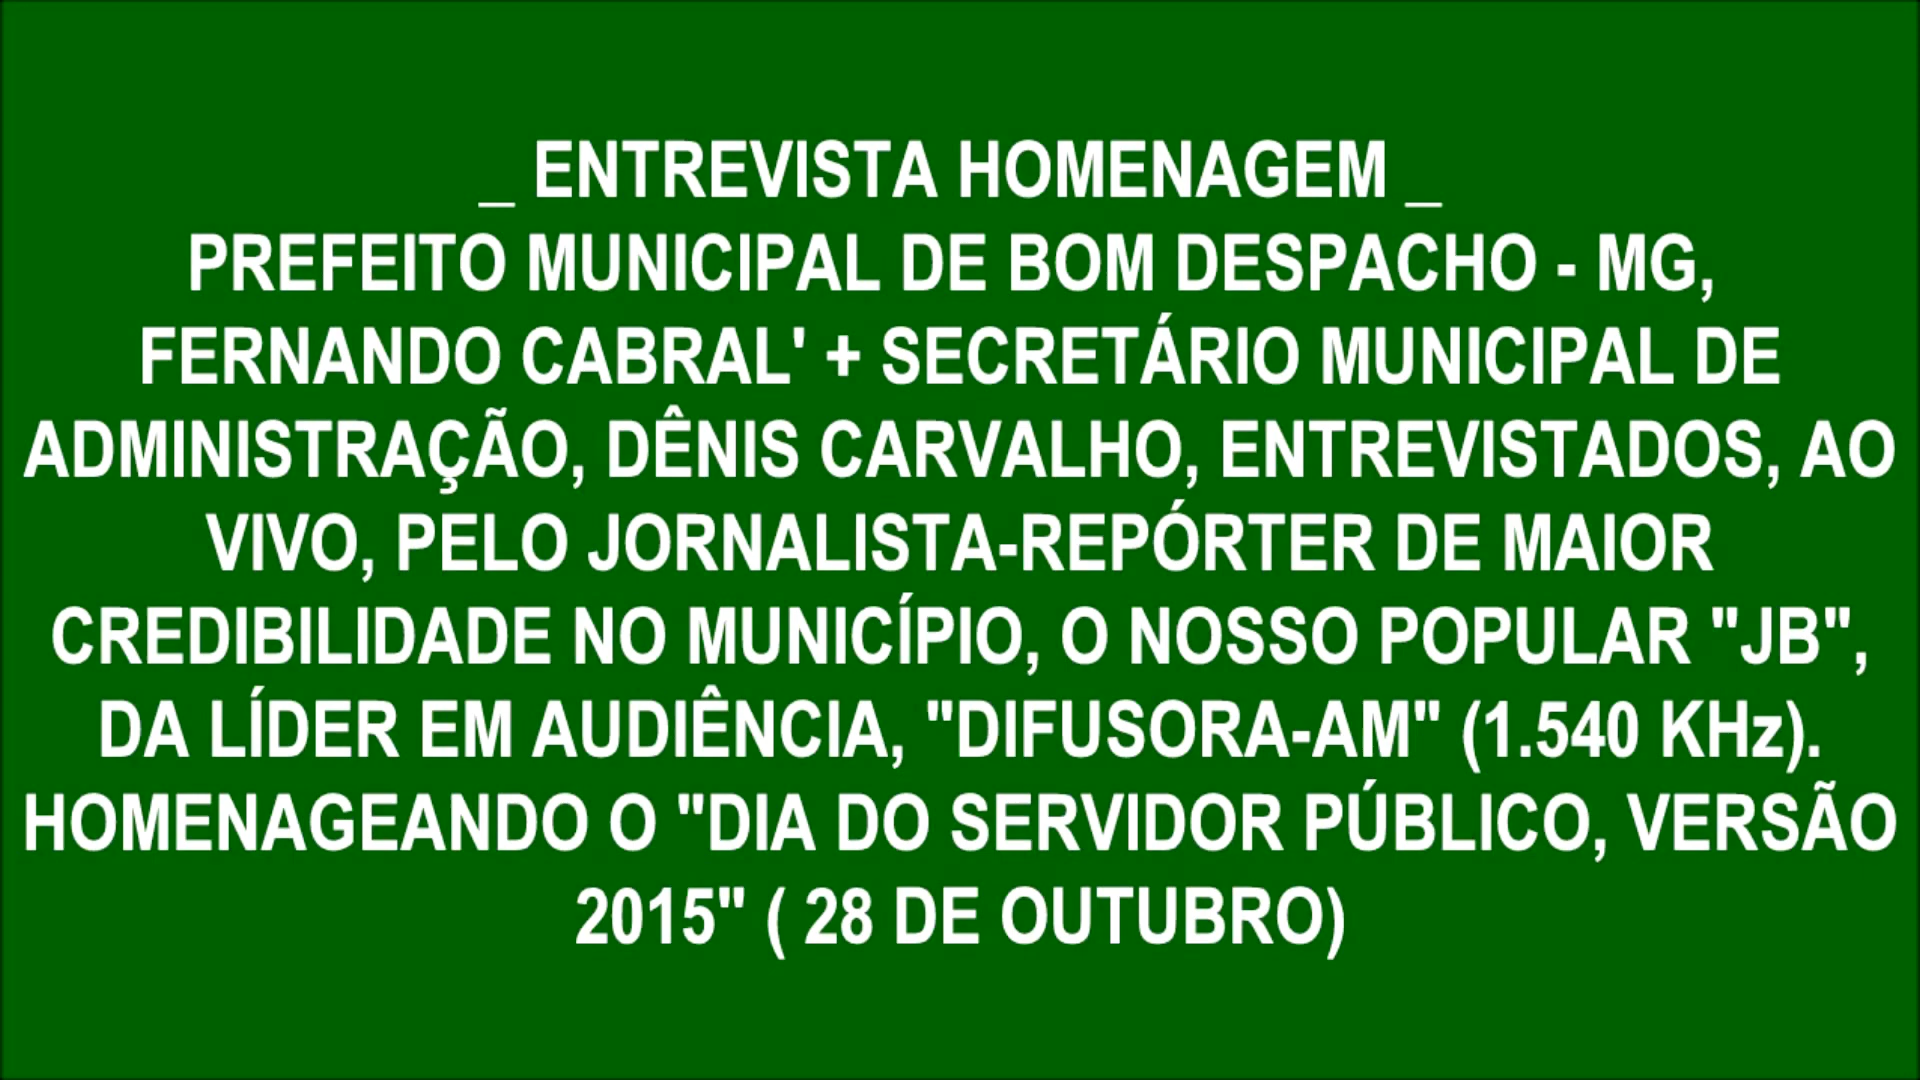 _ ENTREVISTA HOMENAGEM _
PREFEITO MUNICIPAL DE BOM DESPACHO - MG,
FERNANDO CABRAL' + SECRETÁRIO MUNICIPAL DE
ADMINISTRAÇÃO, DÊNIS CARVALHO, ENTREVISTADOS, AO
VIVO, PELO JORNALISTA-REPÓRTER DE MAIOR
CREDIBILIDADE NO MUNICÍPIO, O NOSSO POPULAR "JB",
DA LÍDER EM AUDIÊNCIA, "DIFUSORA-AM" (1.540 KHz).
HOMENAGEANDO O "DIA DO SERVIDOR PÚBLICO, VERSÃO
2015" ( 28 DE OUTUBRO)